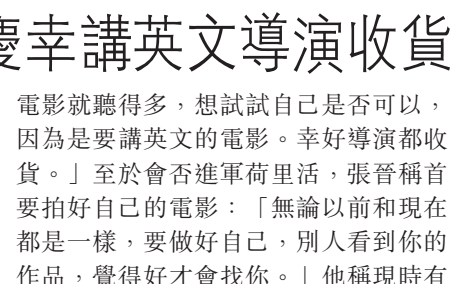 慶幸講英文導演收貨
電影就聽得多，想試試自己是否可以，
因為是要講英文的電影。幸好導演都收
貨。」至於會否進軍荷里活，張晉稱首
要拍好自己的電影：「無論以前和現在
都是一樣，要做好自己，別人看到你的
作品，覺得好才會找你。」他稱現時有